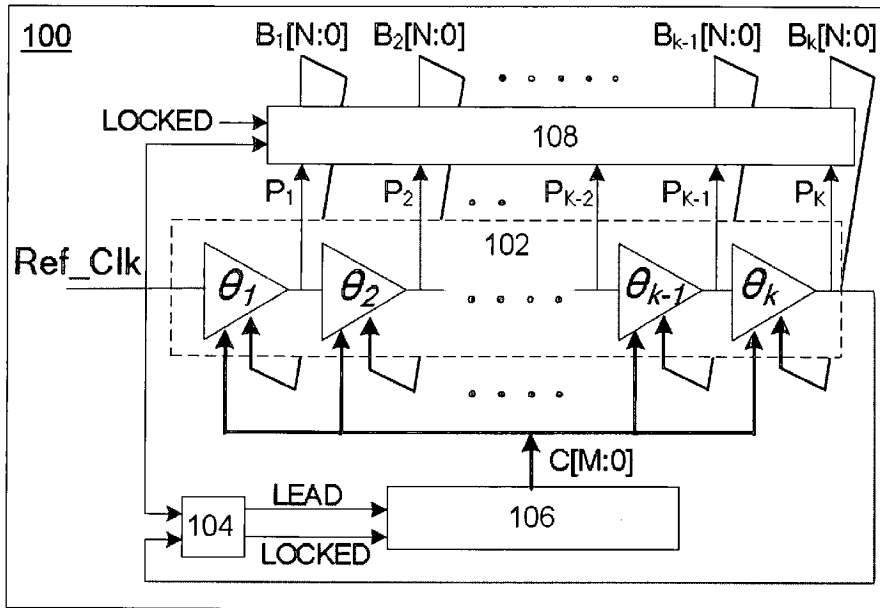 100
B1[N:0] B2[N:0] Bk-1[N:0] Bk[N:0]
LOCKED
108
P1 P2 PK-2 PK-1 PK
102
Ref_Clk
θ1 θ2 θk-1 θk
C[M:0]
LEAD
104 106
LOCKED